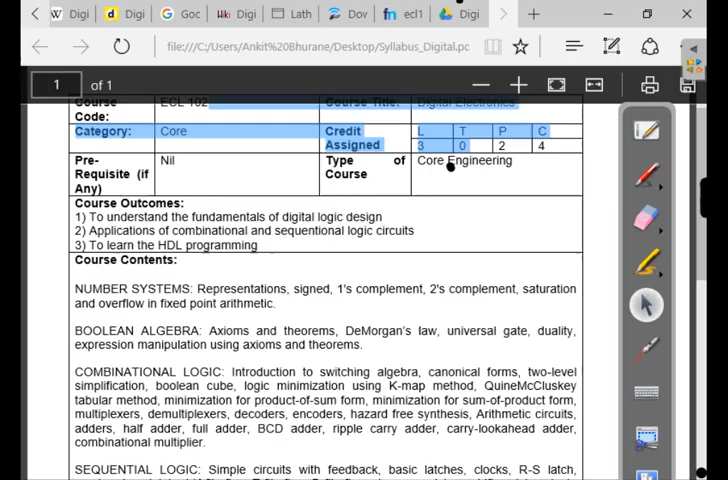 Digi Digi Goc Digi Lath Dov ecl1 Digi
file:///C:/Users/Ankit%20Bhurane/Desktop/Syllabus_Digital.pc
1 of 1
Course ECL 102 Course Title: Digital Electronics
Code:
Category: Core Credit L T P C
Assigned 3 0 2 4
Pre- Nil Type of Core Engineering
Requisite (if Course
Any)
Course Outcomes:
1) To understand the fundamentals of digital logic design
2) Applications of combinational and sequentional logic circuits
3) To learn the HDL programming
Course Contents:
NUMBER SYSTEMS: Representations, signed, 1's complement, 2's complement, saturation
and overflow in fixed point arithmetic.
BOOLEAN ALGEBRA: Axioms and theorems, DeMorgan's law, universal gate, duality,
expression manipulation using axioms and theorems.
COMBINATIONAL LOGIC: Introduction to switching algebra, canonical forms, two-level
simplification, boolean cube, logic minimization using K-map method, QuineMcCluskey
tabular method, minimization for product-of-sum form, minimization for sum-of-product form,
multiplexers, demultiplexers, decoders, encoders, hazard free synthesis, Arithmetic circuits,
adders, half adder, full adder, BCD adder, ripple carry adder, carry-lookahead adder,
combinational multiplier.
SEQUENTIAL LOGIC: Simple circuits with feedback, basic latches, clocks, R-S latch,